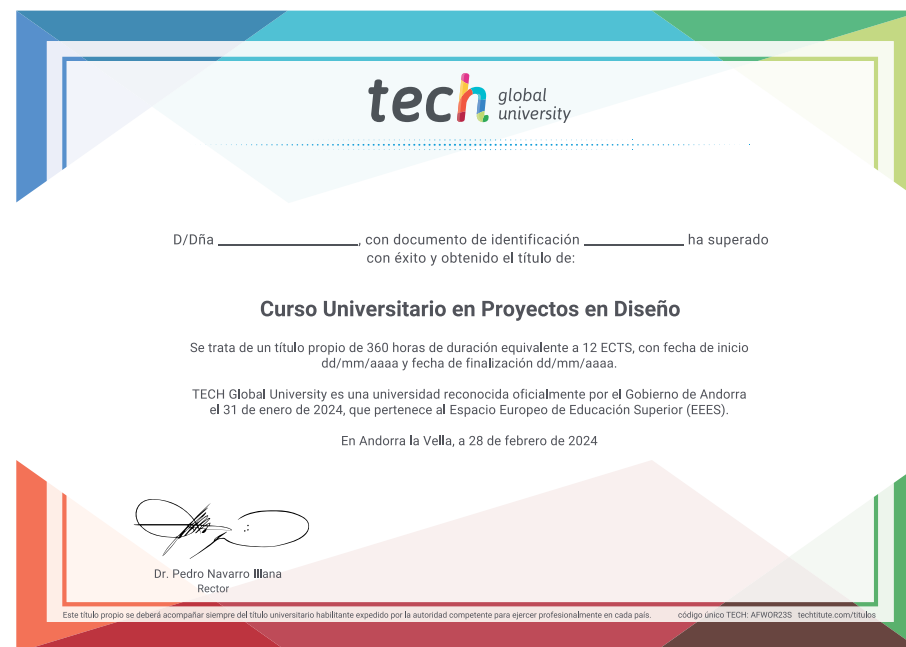 tech global
university
D/Dña ____________________, con documento de identificación ______________ ha superado
con éxito y obtenido el título de:
Curso Universitario en Proyectos en Diseño
Se trata de un título propio de 360 horas de duración equivalente a 12 ECTS, con fecha de inicio
dd/mm/aaaa y fecha de finalización dd/mm/aaaa.
TECH Global University es una universidad reconocida oficialmente por el Gobierno de Andorra
el 31 de enero de 2024, que pertenece al Espacio Europeo de Educación Superior (EEES).
En Andorra la Vella, a 28 de febrero de 2024
Dr. Pedro Navarro Illana
Rector
Este título propio se deberá acompañar siempre del título universitario habilitante expedido por la autoridad competente para ejercer profesionalmente en cada país. código único TECH: AFWOR23S techtitute.com/titulos